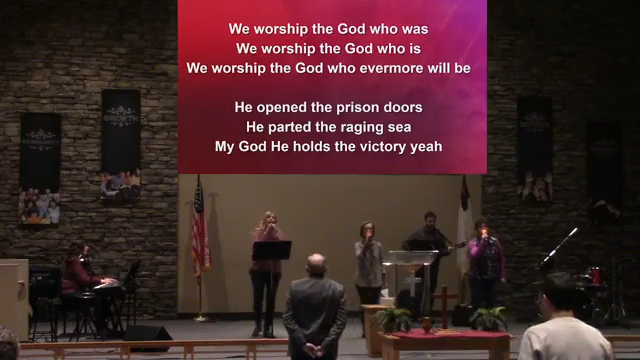 We worship the God who was
We worship the God who is
We worship the God who evermore will be
He opened the prison doors
He parted the raging sea
My God He holds the victory yeah
GROWTH